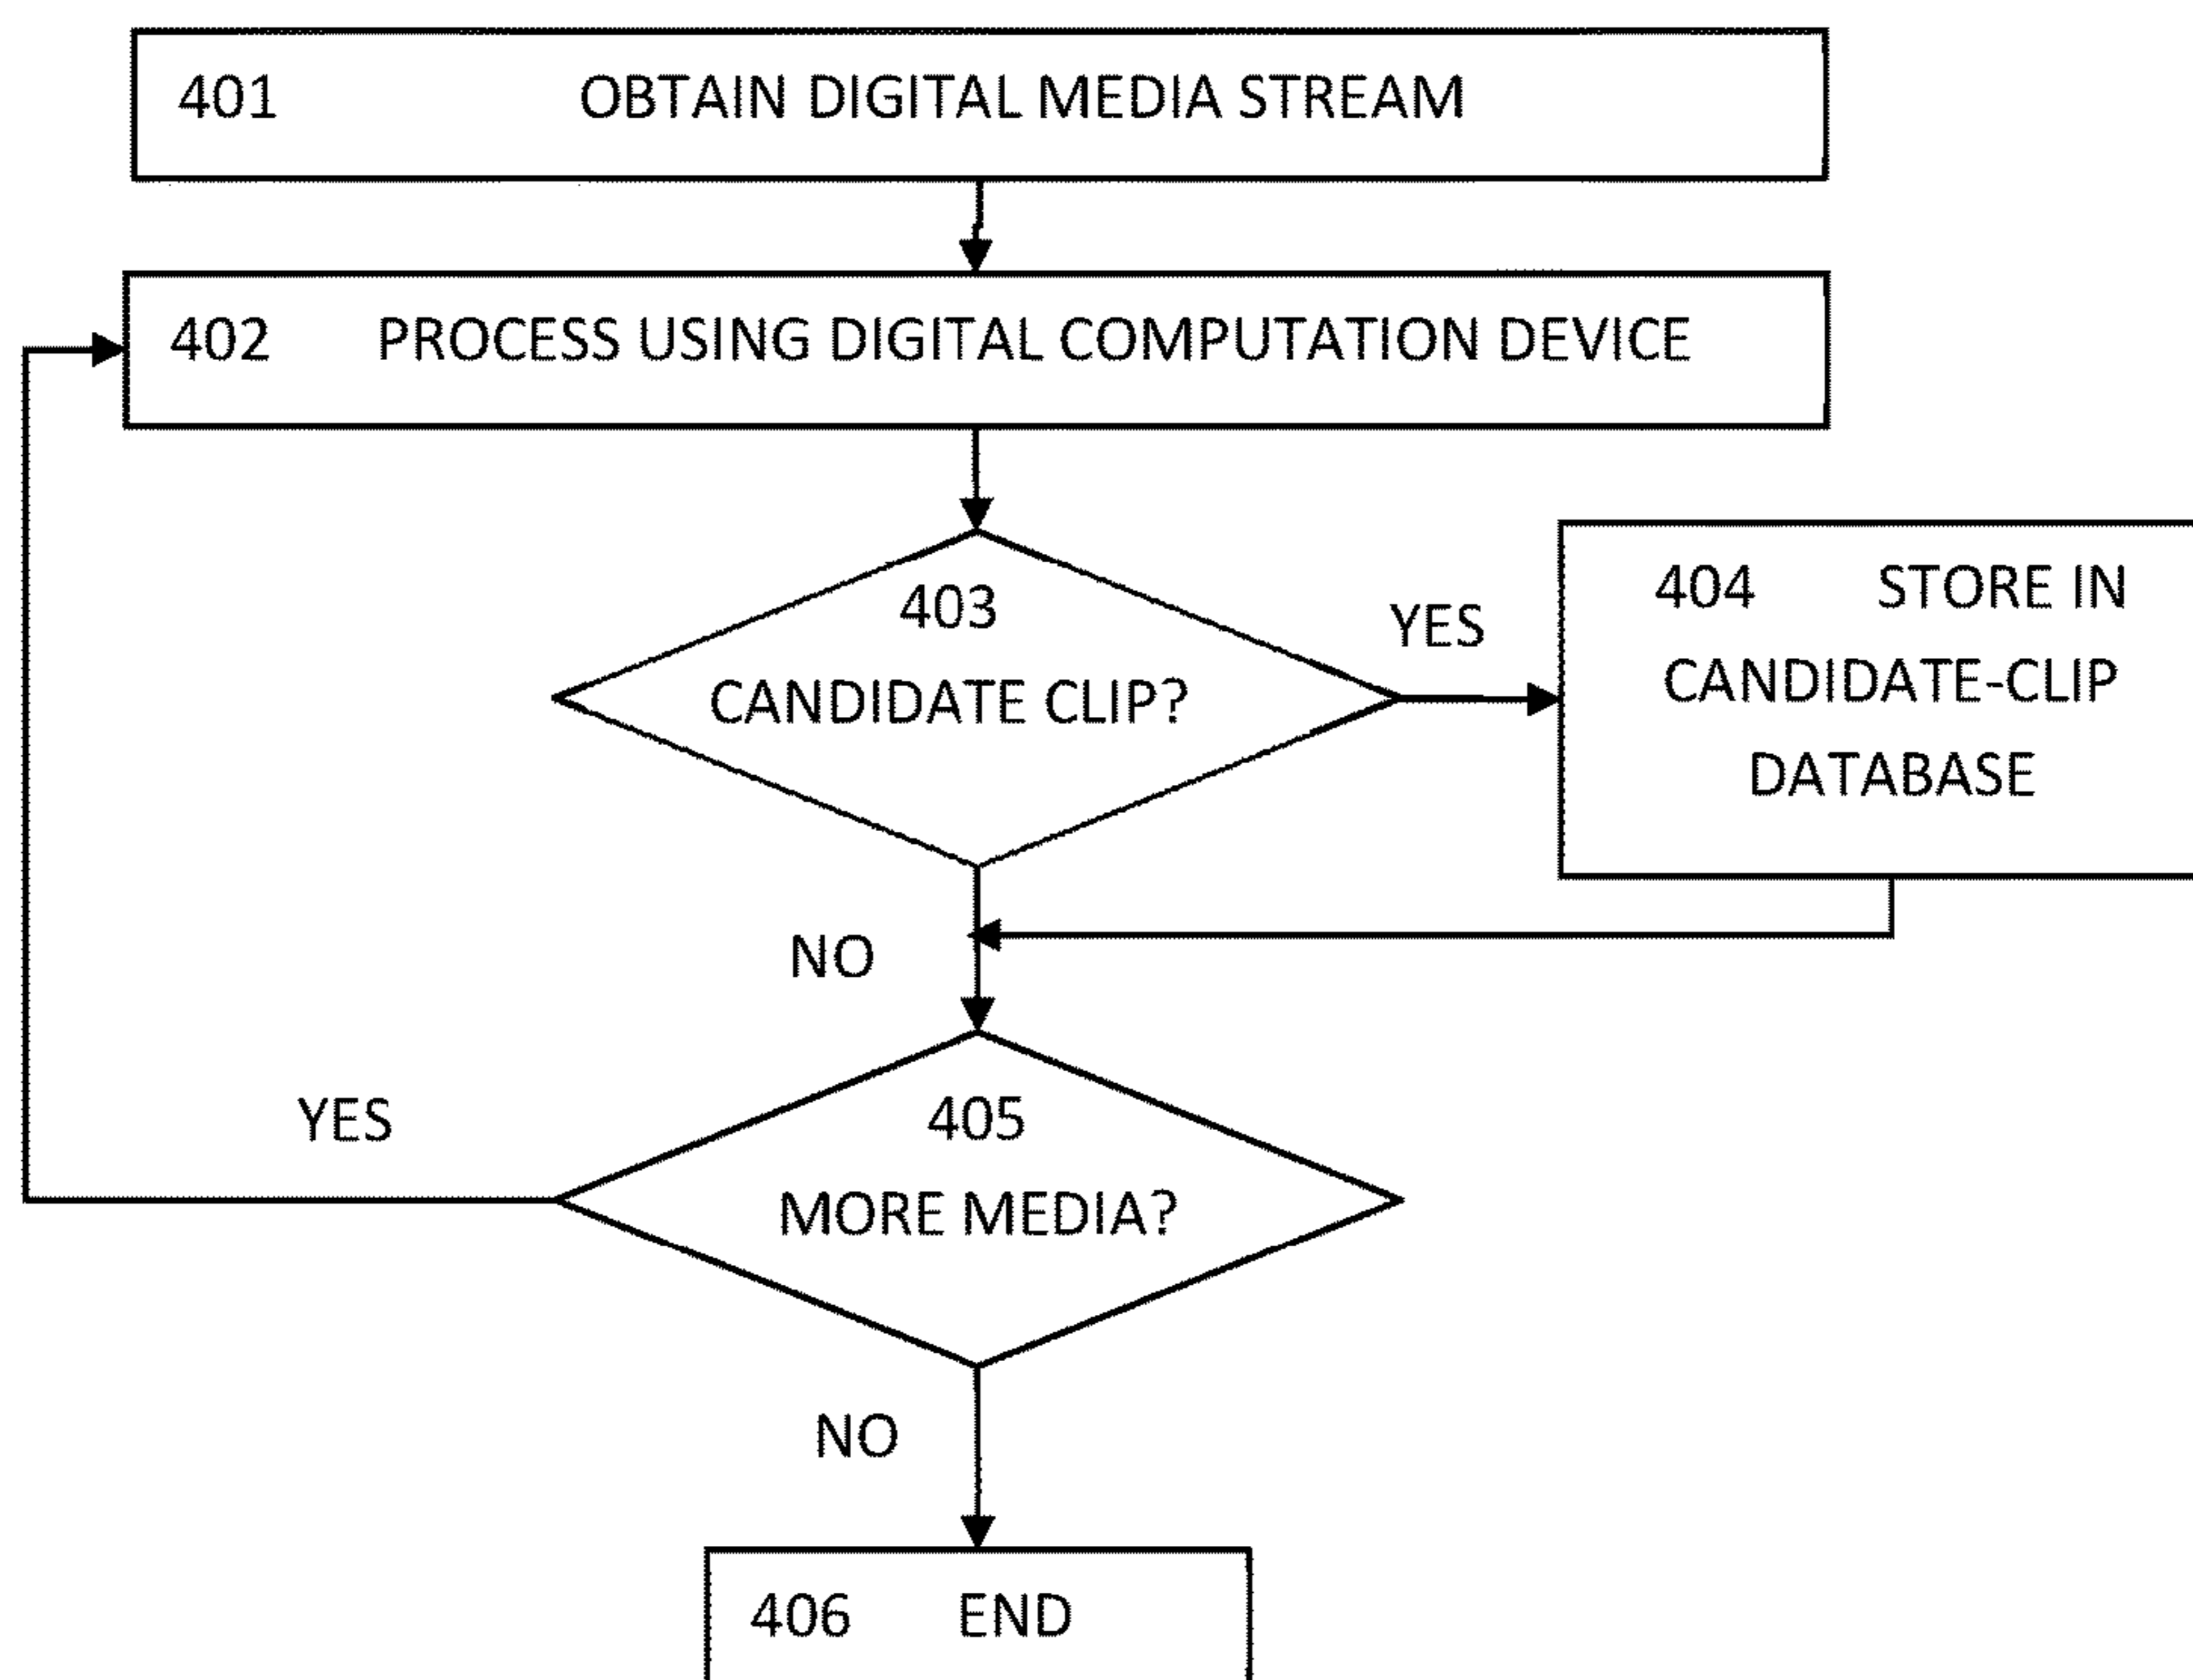 401 OBTAIN DIGITAL MEDIA STREAM
402 PROCESS USING DIGITAL COMPUTATION DEVICE
403
CANDIDATE CLIP?
YES
404 STORE IN
CANDIDATE-CLIP
DATABASE
NO
405
MORE MEDIA?
YES
NO
406 END